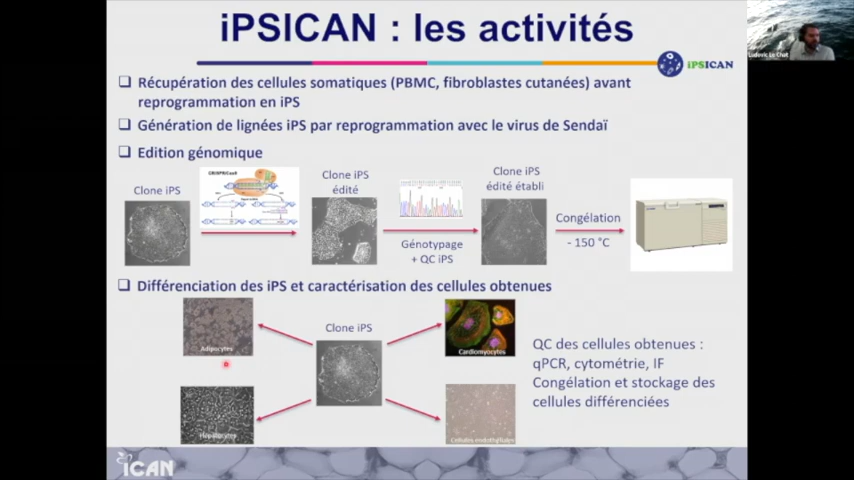 iPSICAN : les activités
iPSICAN
Récupération des cellules somatiques (PBMC, fibroblastes cutanées) avant
reprogrammation en iPS
Génération de lignées iPS par reprogrammation avec le virus de Sendaï
Edition génomique
Clone iPS
CRISPR/Cas9
Clone iPS
édité
Génotypage
+ QC iPS
Clone iPS
édité établi
Congélation
- 150 °C
Différenciation des iPS et caractérisation des cellules obtenues
Adipocytes
Clone iPS
Cardiomyocytes
Hépatocytes
Cellules endothéliales
QC des cellules obtenues :
qPCR, cytométrie, IF
Congélation et stockage des
cellules différenciées
ICAN